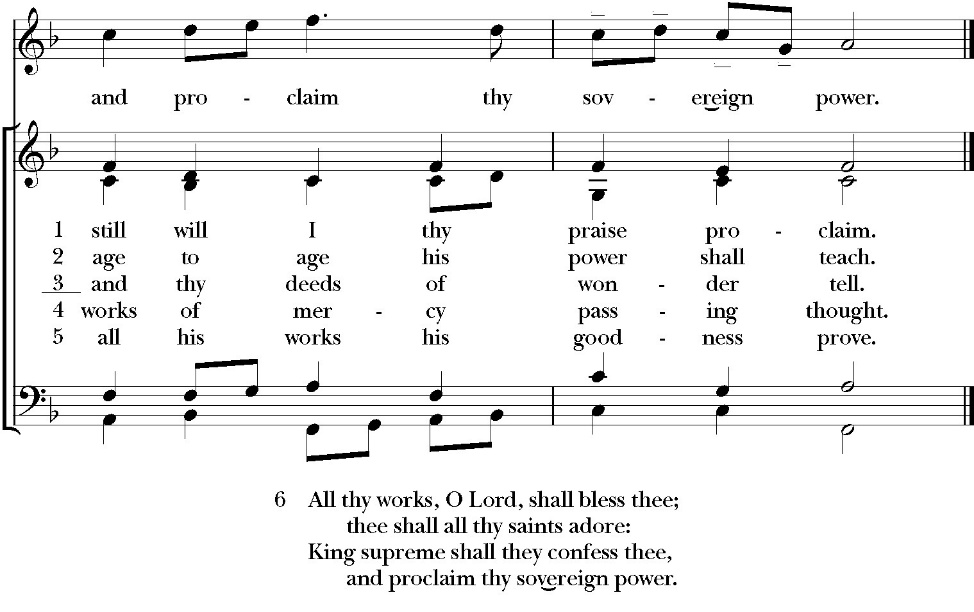 and pro - claim thy sov - ereign power.
1 still will I thy praise pro - claim.
2 age to age his power shall teach.
3 and thy deeds of won - der tell.
4 works of mer - cy pass - ing thought.
5 all his works his good - ness prove.
6 All thy works, O Lord, shall bless thee;
thee shall all thy saints adore:
King supreme shall they confess thee,
and proclaim thy sovereign power.